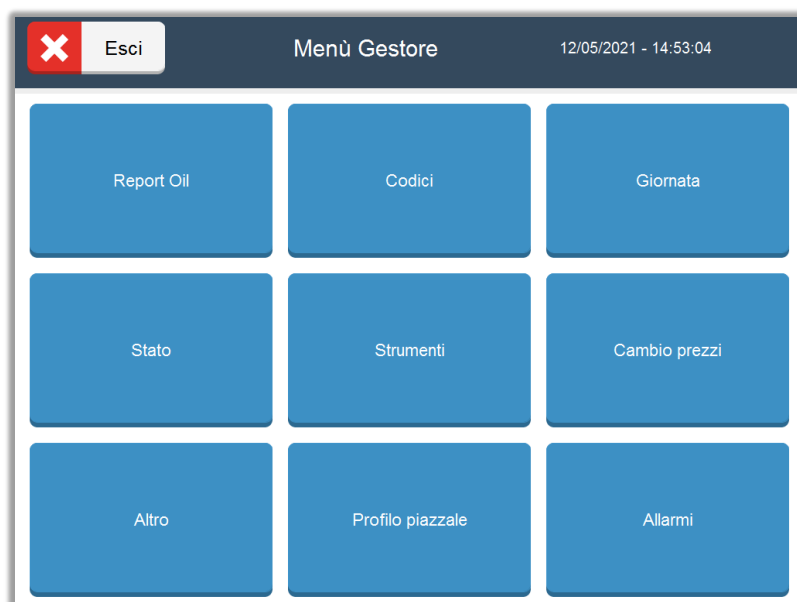 Esci
Menù Gestore
12/05/2021 - 14:53:04
Report Oil
Codici
Giornata
Stato
Strumenti
Cambio prezzi
Altro
Profilo piazzale
Allarmi